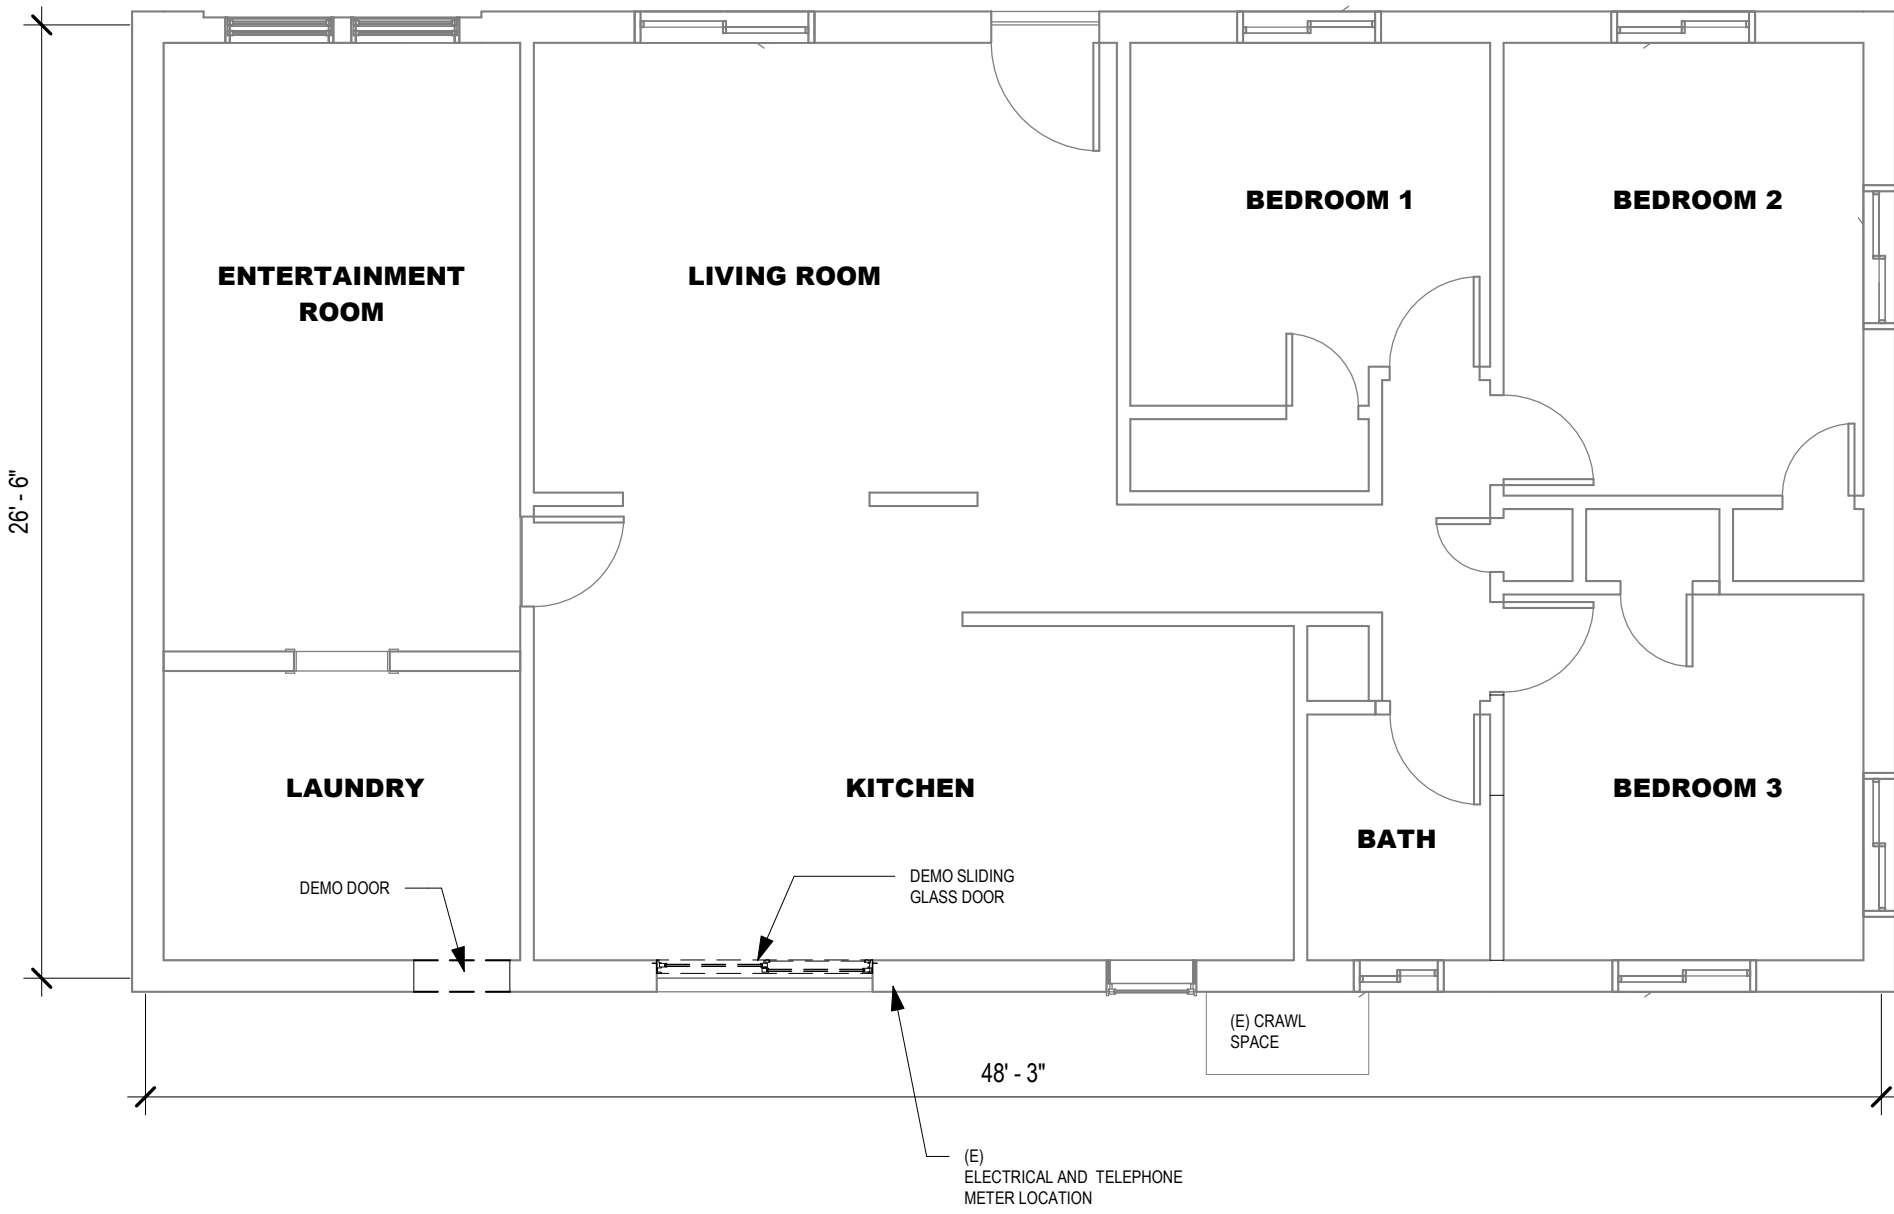 BEDROOM 1
BEDROOM 2
ENTERTAINMENT
ROOM
LIVING ROOM
26' - 6"
LAUNDRY
KITCHEN
BEDROOM 3
BATH
DEMO DOOR
DEMO SLIDING
GLASS DOOR
(E) CRAWL
SPACE
48' - 3"
(E)
ELECTRICAL AND TELEPHONE
METER LOCATION